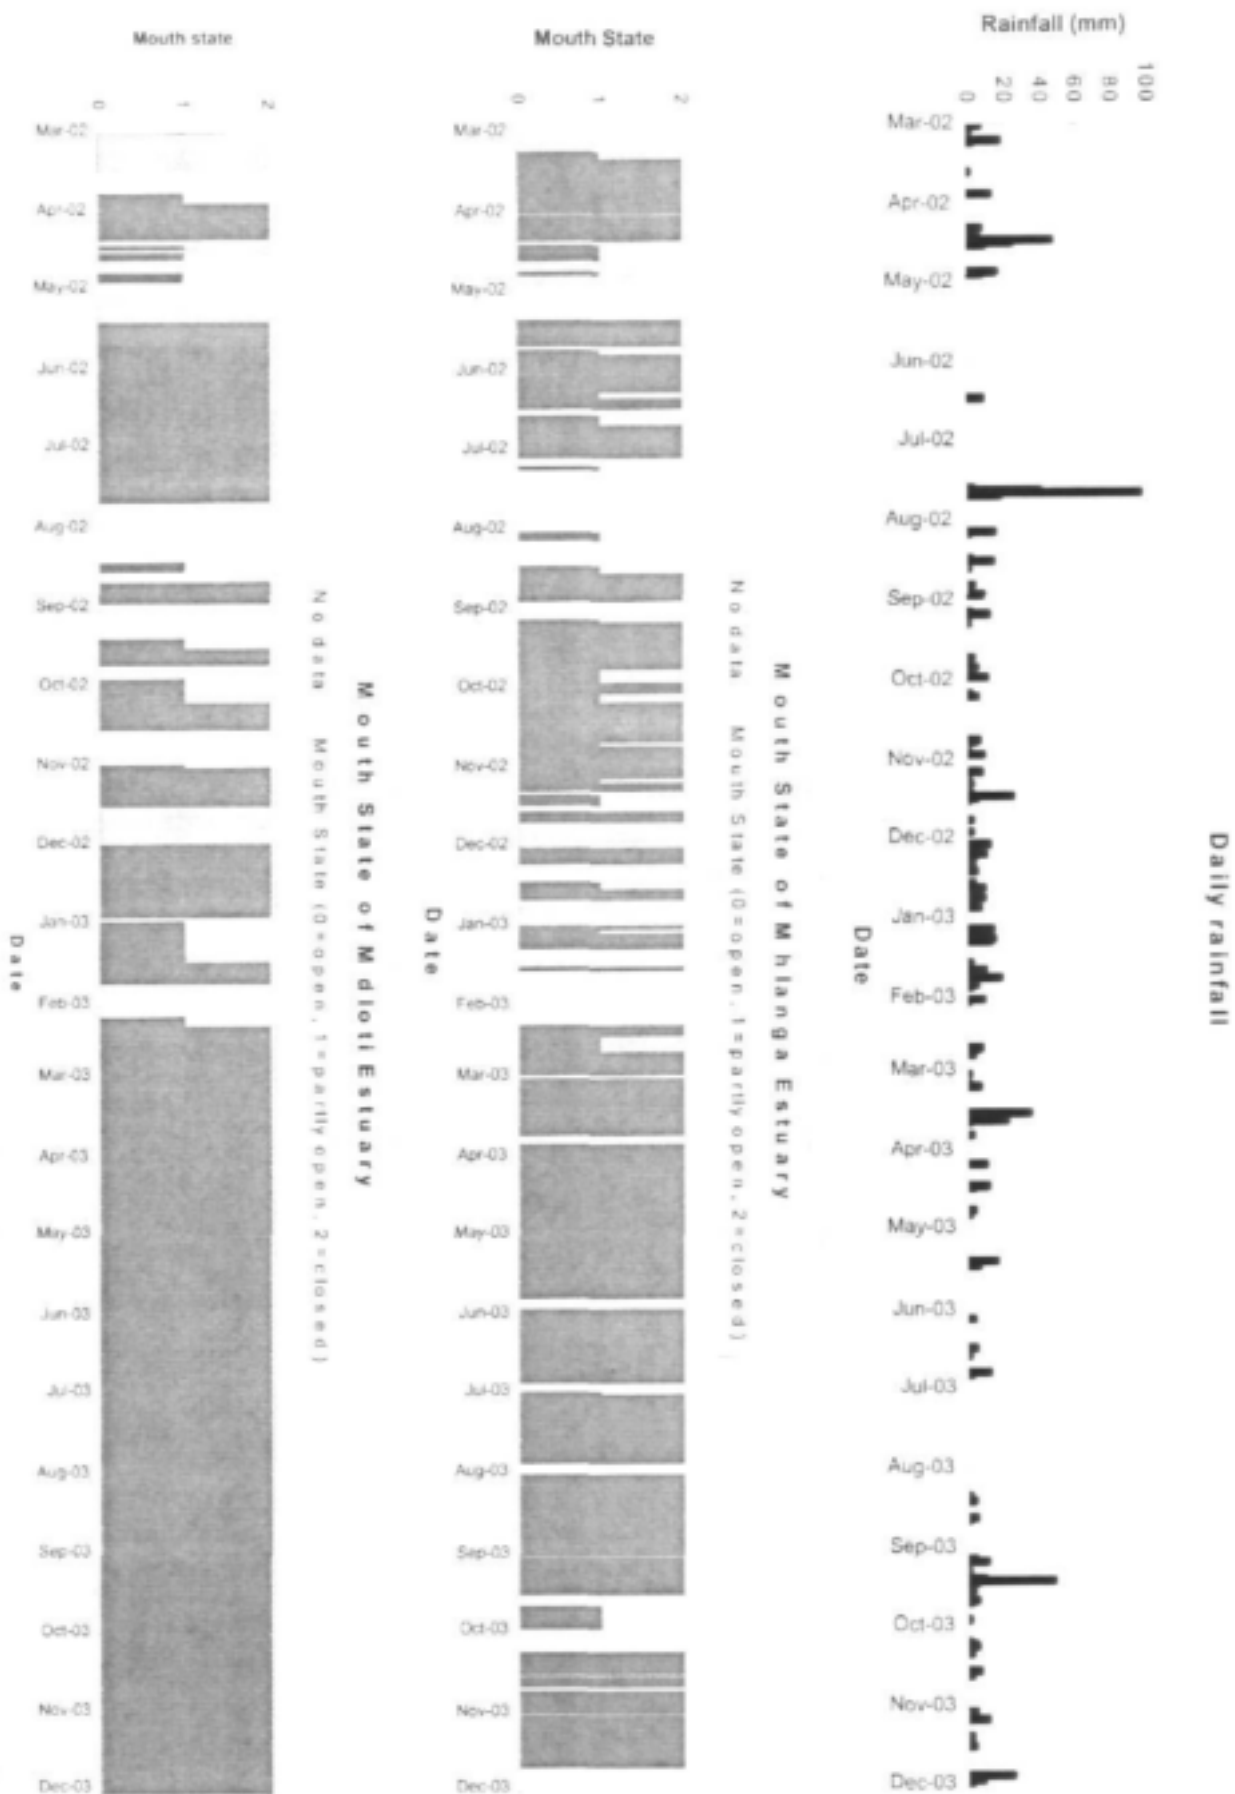 Daily rainfall
Rainfall (mm)
100
80
60
40
20
0
Mar-02
Apr-02
May-02
Jun-02
Jul-02
Aug-02
Sep-02
Oct-02
Nov-02
Dec-02
Jan-03
Feb-03
Mar-03
Apr-03
May-03
Jun-03
Jul-03
Aug-03
Sep-03
Oct-03
Nov-03
Dec-03
Date
Mouth State of Mhlanga Estuary
No data Mouth State (0=open, 1=partly open, 2=closed)
Mouth State
2
1
0
Mar-02
Apr-02
May-02
Jun-02
Jul-02
Aug-02
Sep-02
Oct-02
Nov-02
Dec-02
Jan-03
Feb-03
Mar-03
Apr-03
May-03
Jun-03
Jul-03
Aug-03
Sep-03
Oct-03
Nov-03
Dec-03
Date
Mouth State of Mdloti Estuary
No data Mouth State (0=open, 1=partly open, 2=closed)
Mouth state
2
1
0
Mar-02
Apr-02
May-02
Jun-02
Jul-02
Aug-02
Sep-02
Oct-02
Nov-02
Dec-02
Jan-03
Feb-03
Mar-03
Apr-03
May-03
Jun-03
Jul-03
Aug-03
Sep-03
Oct-03
Nov-03
Dec-03
Date